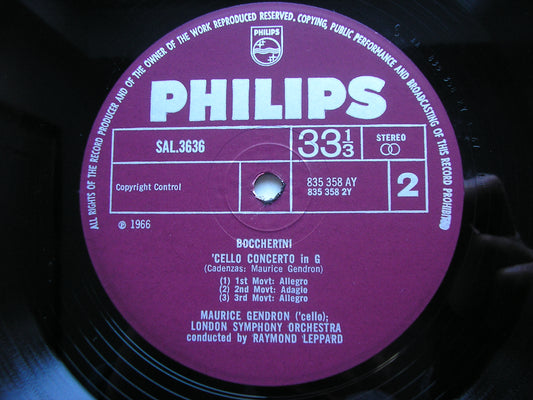 ALL RIGHTS OF THE RECORD PRODUCER AND OF THE OWNER OF THE WORK REPRODUCED RESERVED. COPYING, PUBLIC PERFORMANCE AND BROADCASTING OF THIS RECORD PROHIBITED
PHILIPS
PHILIPS
SAL.3636
33⅓
STEREO
Copyright Control
835 358 AY
835 358 2Y
2
℗ 1966
BOCCHERINI
'CELLO CONCERTO in G
(Cadenzas: Maurice Gendron)
(1) 1st Movt: Allegro
(2) 2nd Movt: Adagio
(3) 3rd Movt: Allegro
MAURICE GENDRON ('cello);
LONDON SYMPHONY ORCHESTRA
conducted by RAYMOND LEPPARD